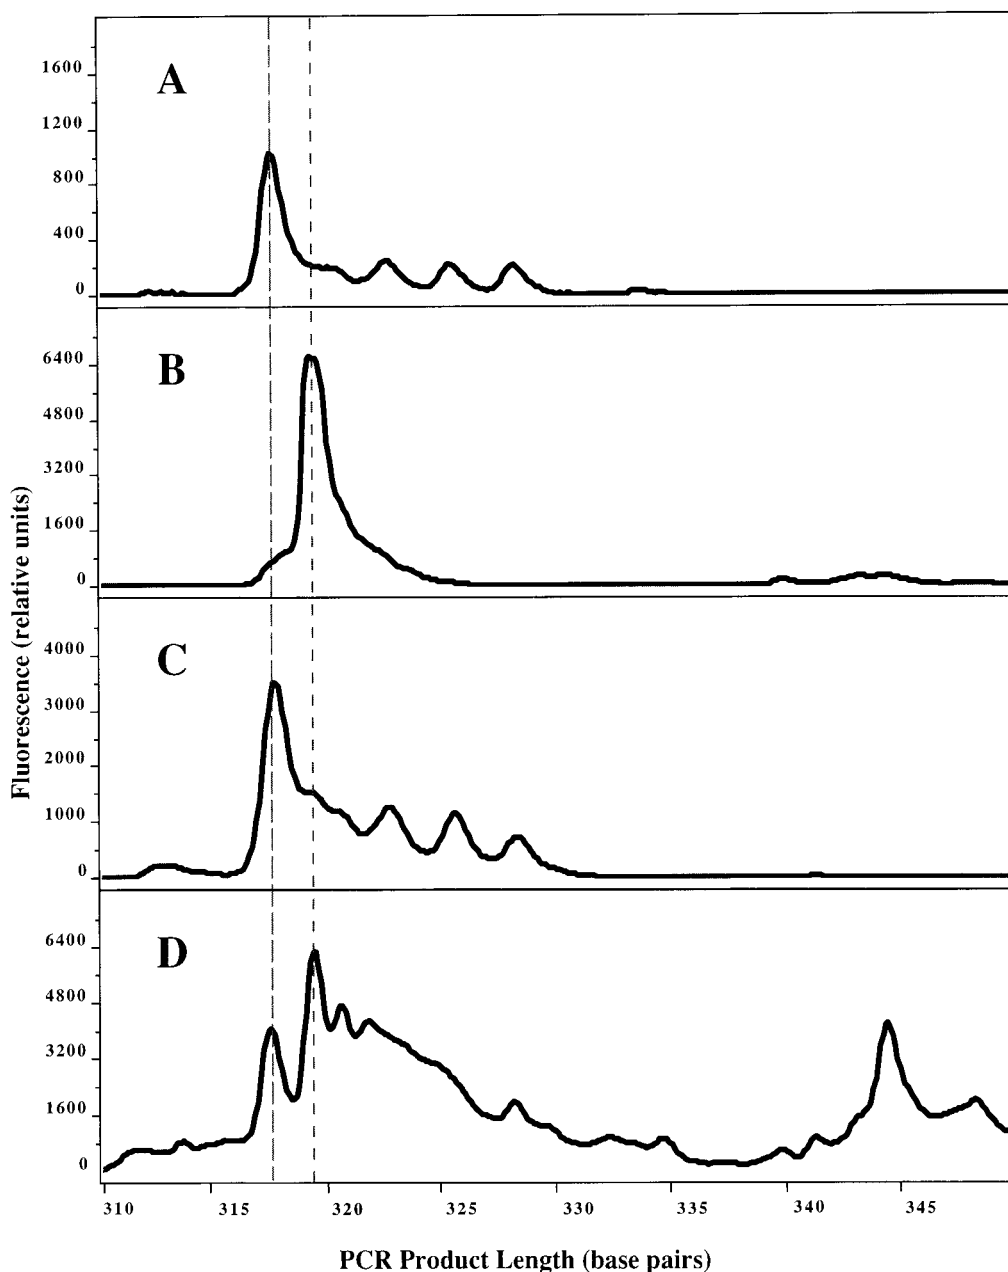 A
1600
1200
800
400
0
B
6400
4800
3200
1600
0
C
4000
3000
2000
1000
0
D
6400
4800
3200
1600
0
Fluorescence (relative units)
310 315 320 325 330 335 340 345
PCR Product Length (base pairs)